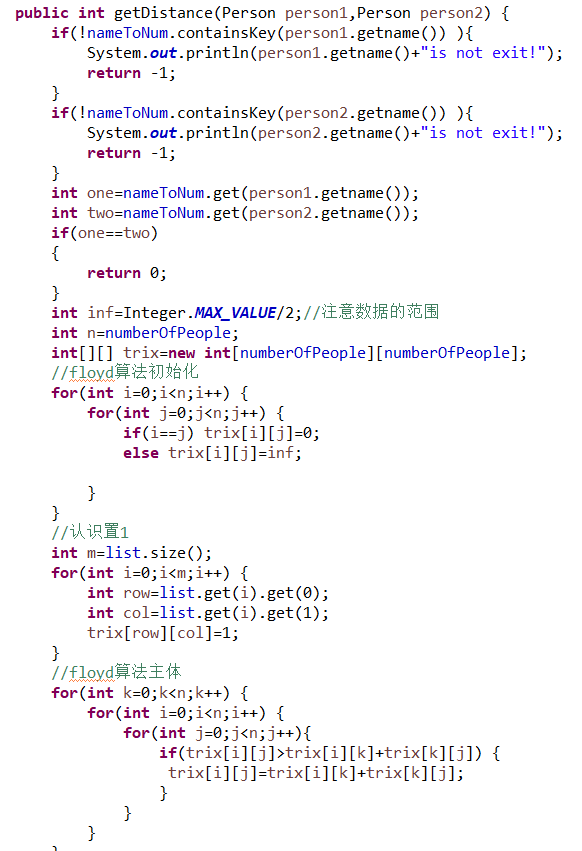 public int getDistance(Person person1,Person person2) {
    if(!nameToNum.containsKey(person1.getname()) ){
        System.out.println(person1.getname()+"is not exit!");
        return -1;
    }
    if(!nameToNum.containsKey(person2.getname()) ){
        System.out.println(person2.getname()+"is not exit!");
        return -1;
    }
    int one=nameToNum.get(person1.getname());
    int two=nameToNum.get(person2.getname());
    if(one==two)
    {
        return 0;
    }
    int inf=Integer.MAX_VALUE/2;//注意数据的范围
    int n=numberOfPeople;
    int[][] trix=new int[numberOfPeople][numberOfPeople];
    //floyd算法初始化
    for(int i=0;i<n;i++) {
        for(int j=0;j<n;j++) {
            if(i==j) trix[i][j]=0;
            else trix[i][j]=inf;
        }
    }
    //认识置1
    int m=list.size();
    for(int i=0;i<m;i++) {
        int row=list.get(i).get(0);
        int col=list.get(i).get(1);
        trix[row][col]=1;
    }
    //floyd算法主体
    for(int k=0;k<n;k++) {
        for(int i=0;i<n;i++) {
            for(int j=0;j<n;j++){
                if(trix[i][j]>trix[i][k]+trix[k][j]) {
                 trix[i][j]=trix[i][k]+trix[k][j];
                }
            }
        }
    }